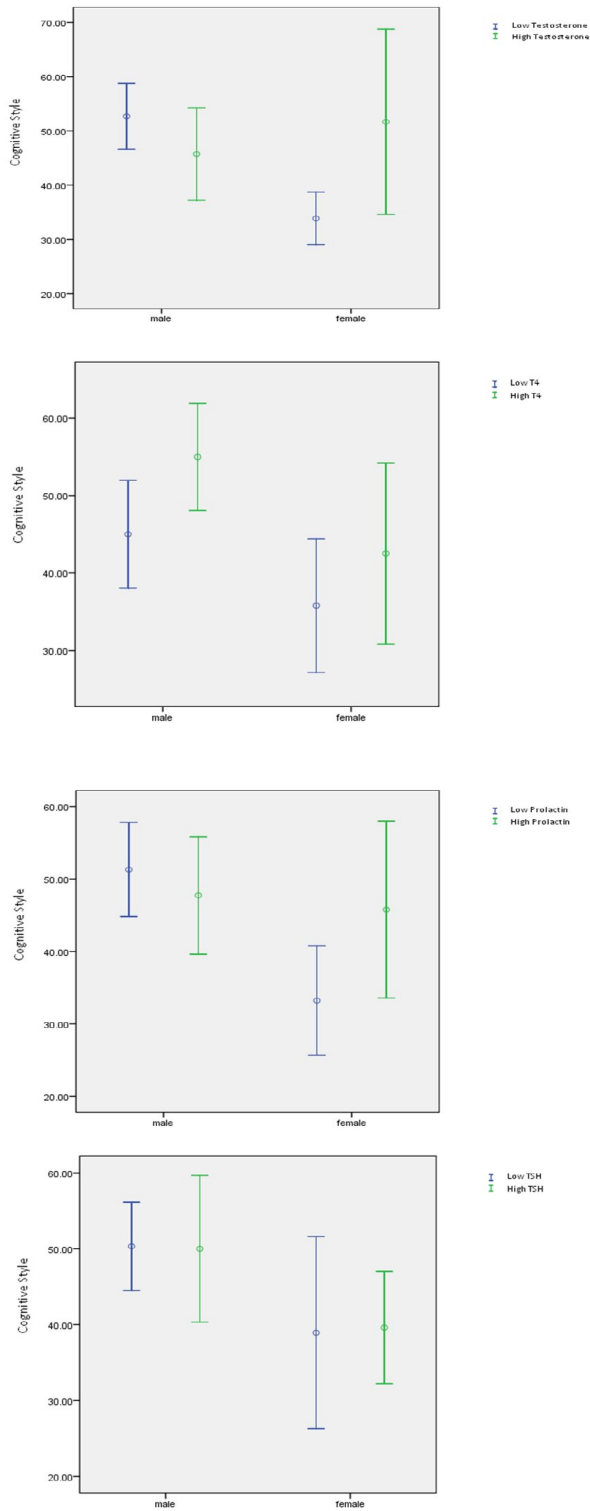 70.00
60.00
50.00
40.00
30.00
20.00
Cognitive Style
male female
Low Testosterone
High Testosterone
60.00
50.00
40.00
30.00
Cognitive Style
male female
Low T4
High T4
60.00
50.00
40.00
30.00
20.00
Cognitive Style
male female
Low Prolactin
High Prolactin
60.00
50.00
40.00
30.00
20.00
Cognitive Style
male female
Low TSH
High TSH